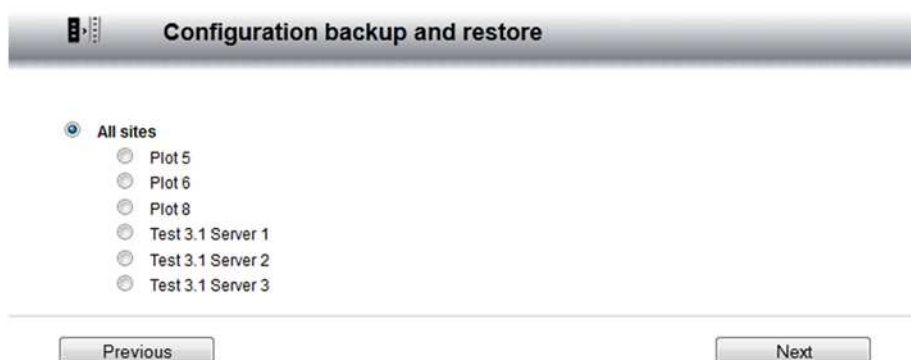 Configuration backup and restore
All sites
Plot 5
Plot 6
Plot 8
Test 3.1 Server 1
Test 3.1 Server 2
Test 3.1 Server 3
Previous
Next